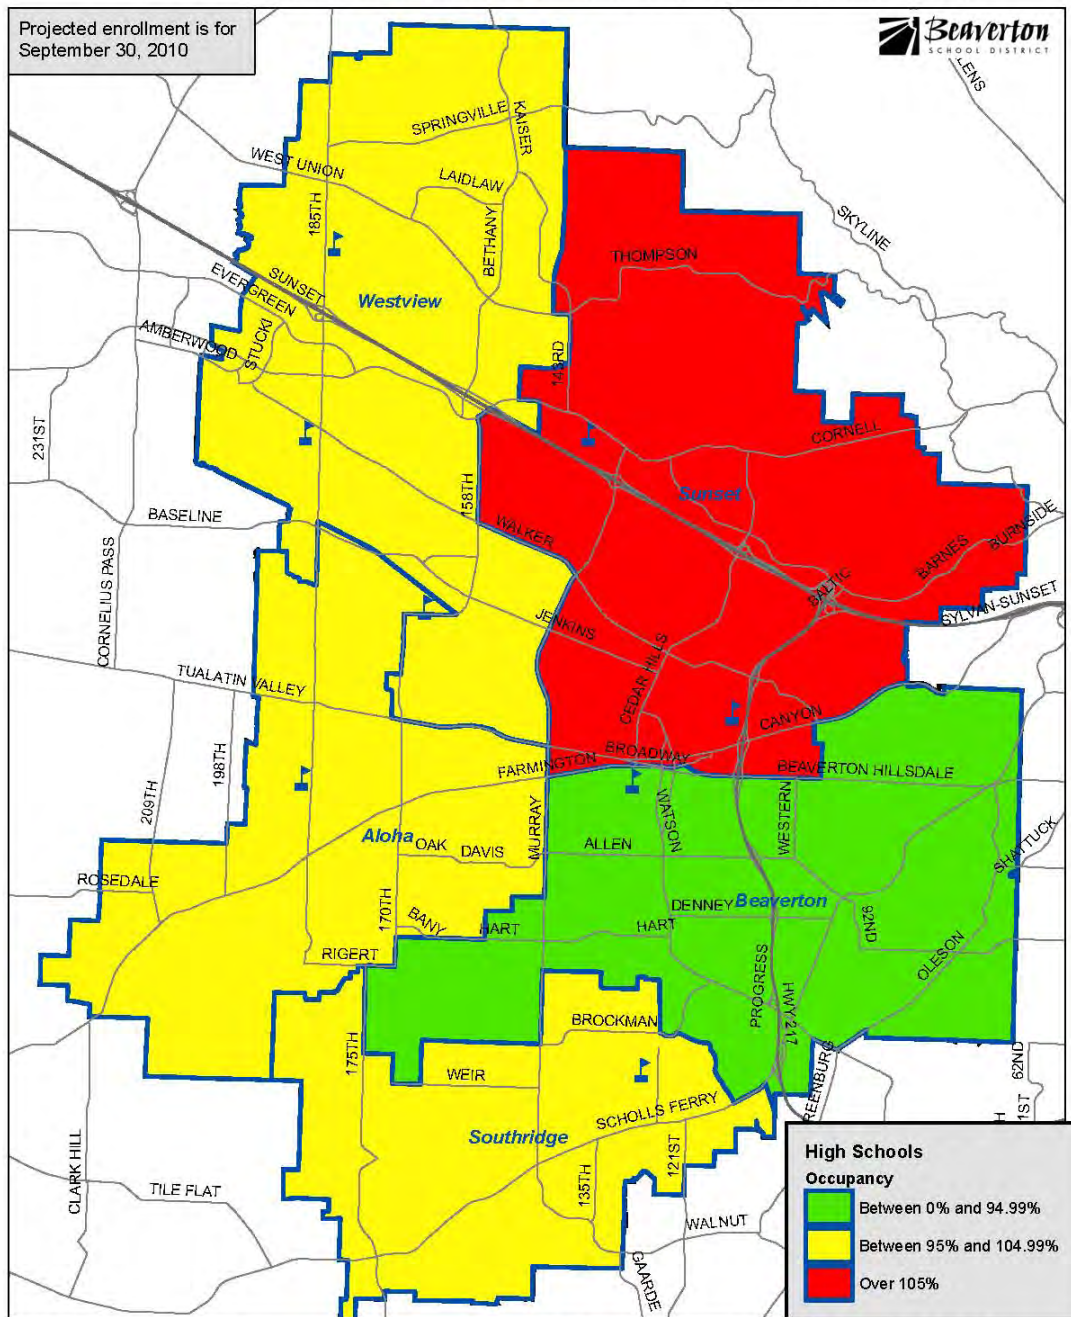 Projected enrollment is for
September 30, 2010
Beaverton
SCHOOL DISTRICT
LENS
SPRINGVILLE
KAISER
WEST UNION
LAIDLAW
185TH
BETHANY
SKYLINE
THOMPSON
EVERGREEN
SUNSET
Westview
AMBERWOOD
STUCKI
143RD
231ST
CORNELL
158TH
Sunset
BASELINE
WALKER
BURNSIDE
BARNES
CORNELIUS PASS
BALTIC
SYLVAN-SUNSET
JENKINS
TUALATIN VALLEY
CEDAR HILLS
CANYON
198TH
209TH
BROADWAY
FARMINGTON
BEAVERTON HILLSDALE
WATSON
WESTERN
MURRAY
Aloha
OAK
DAVIS
ALLEN
SHATTUCK
ROSEDALE
170TH
BANY
HART
HART
DENNEY
Beaverton
92ND
OLESON
RIGERT
PROGRESS
HWY 217
BROCKMAN
175TH
WEIR
REENBURG
62ND
SCHOLLS FERRY
1ST
H
Southridge
121ST
135TH
CLARK HILL
TILE FLAT
WALNUT
GAARDE
High Schools
Occupancy
Between 0% and 94.99%
Between 95% and 104.99%
Over 105%